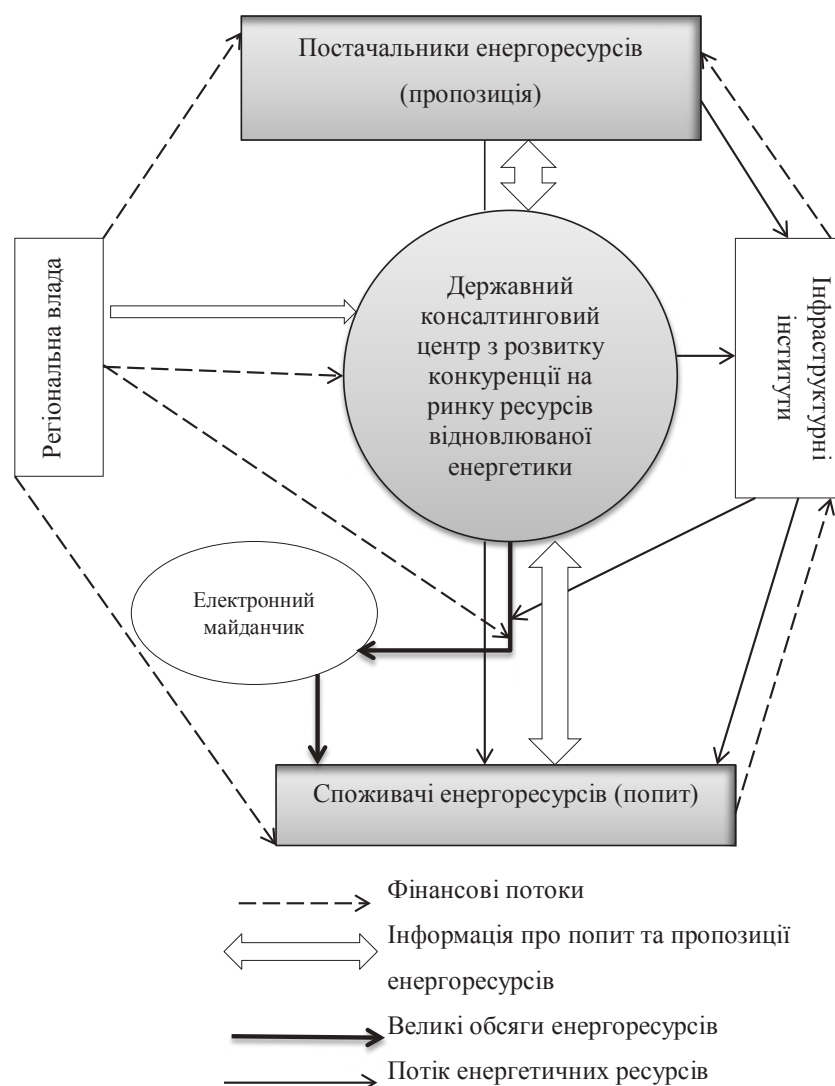 Постачальники енергоресурсів
(пропозиція)
Регіональна влада
Державний
консалтинговий
центр з розвитку
конкуренції на
ринку ресурсів
відновлюваної
енергетики
Інфраструктурні
інститути
Електронний
майданчик
Споживачі енергоресурсів (попит)
Фінансові потоки
Інформація про попит та пропозиції
енергоресурсів
Великі обсяги енергоресурсів
Потік енергетичних ресурсів